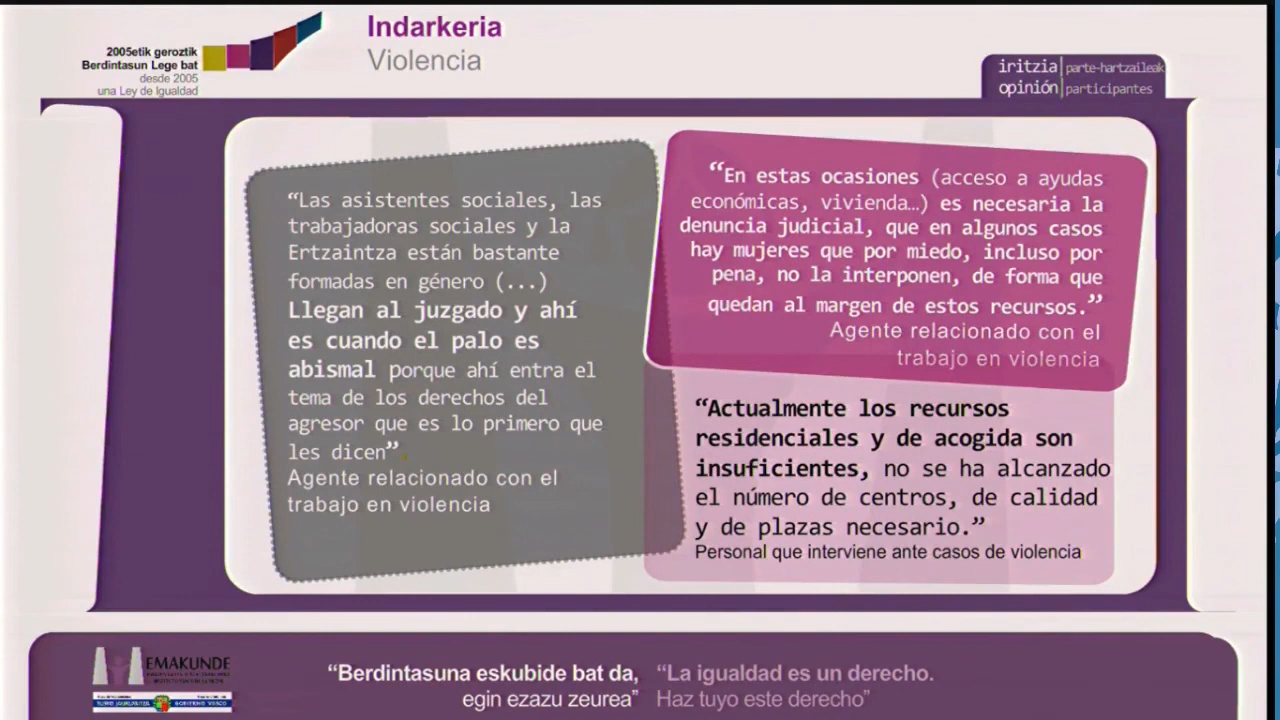 2005etik geroztik
Berdintasun Lege bat
desde 2005
una Ley de Igualdad
Indarkeria
Violencia
iritzia parte-hartzaileak
opinión participantes
“Las asistentes sociales, las
trabajadoras sociales y la
Ertzaintza están bastante
formadas en género (...)
Llegan al juzgado y ahí
es cuando el palo es
abismal porque ahí entra el
tema de los derechos del
agresor que es lo primero que
les dicen”.
Agente relacionado con el
trabajo en violencia
“En estas ocasiones (acceso a ayudas
económicas, vivienda…) es necesaria la
denuncia judicial, que en algunos casos
hay mujeres que por miedo, incluso por
pena, no la interponen, de forma que
quedan al margen de estos recursos.”
Agente relacionado con el
trabajo en violencia
“Actualmente los recursos
residenciales y de acogida son
insuficientes, no se ha alcanzado
el número de centros, de calidad
y de plazas necesario.”
Personal que interviene ante casos de violencia
EMAKUNDE
EUSKO JAURLARITZA GOBIERNO VASCO
“Berdintasuna eskubide bat da,
egin ezazu zeurea”
“La igualdad es un derecho.
Haz tuyo este derecho”